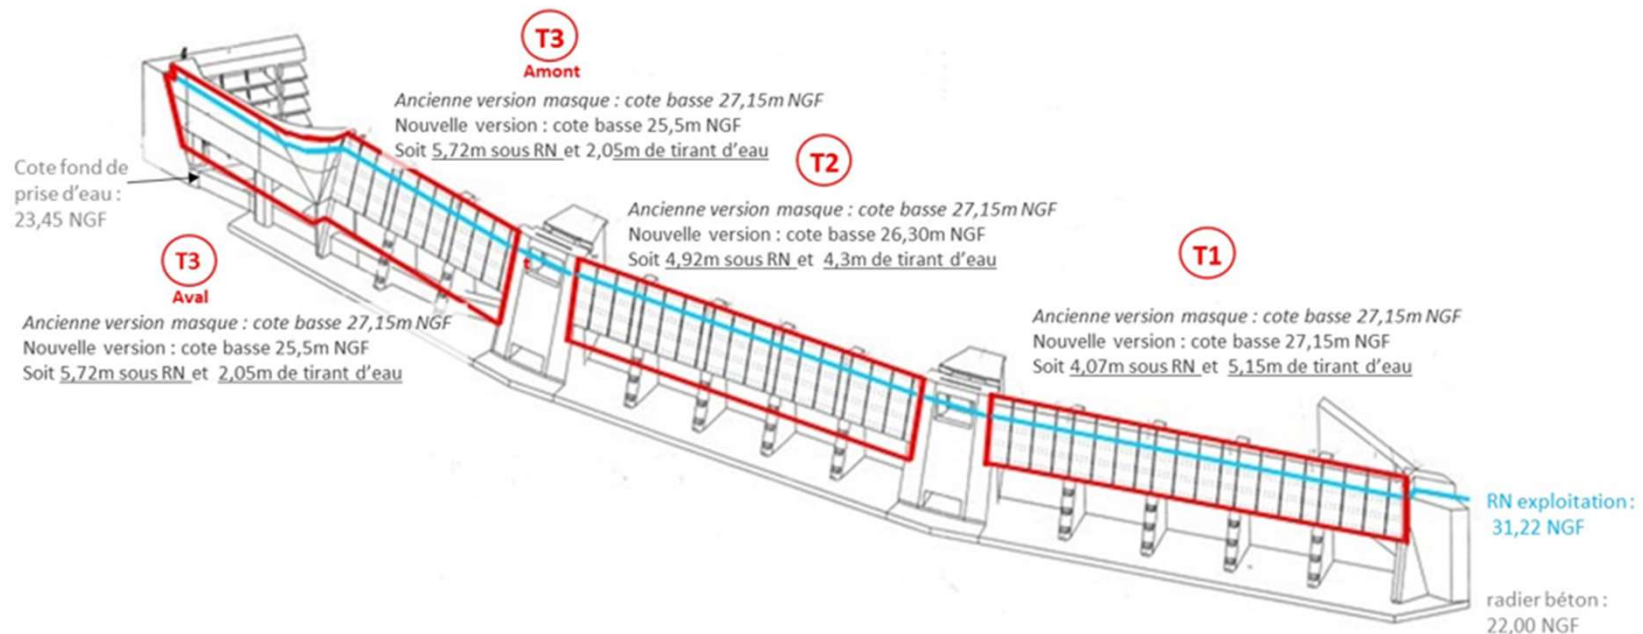 T3
Amont
Ancienne version masque : cote basse 27,15m NGF
Nouvelle version : cote basse 25,5m NGF
Soit 5,72m sous RN et 2,05m de tirant d'eau
T2
Ancienne version masque : cote basse 27,15m NGF
Nouvelle version : cote basse 26,30m NGF
Soit 4,92m sous RN et 4,3m de tirant d'eau
Cote fond de
prise d'eau :
23,45 NGF
T3
Aval
Ancienne version masque : cote basse 27,15m NGF
Nouvelle version : cote basse 25,5m NGF
Soit 5,72m sous RN et 2,05m de tirant d'eau
T1
Ancienne version masque : cote basse 27,15m NGF
Nouvelle version : cote basse 27,15m NGF
Soit 4,07m sous RN et 5,15m de tirant d'eau
RN exploitation :
31,22 NGF
radier béton :
22,00 NGF